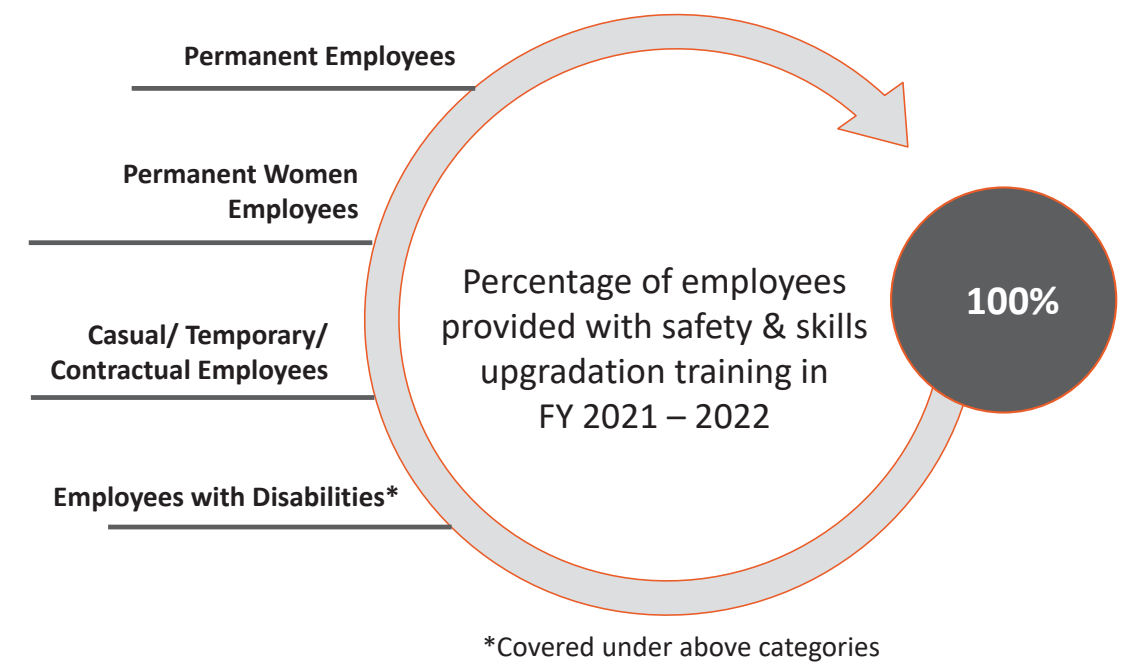 Permanent Employees
Permanent Women
Employees
Casual/ Temporary/
Contractual Employees
Employees with Disabilities*
Percentage of employees
provided with safety & skills
upgradation training in
FY 2021 – 2022
100%
*Covered under above categories